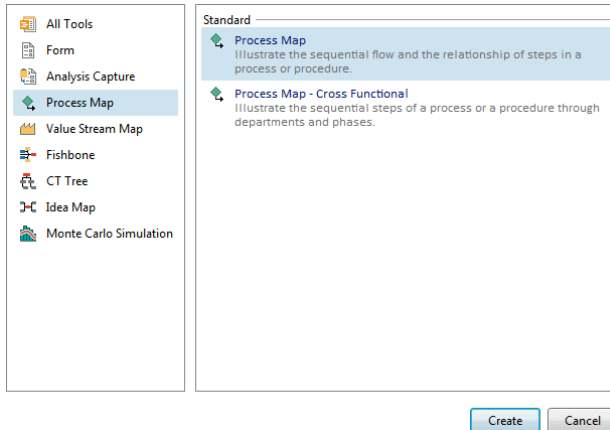 All Tools
Form
Analysis Capture
Process Map
Value Stream Map
Fishbone
CT Tree
Idea Map
Monte Carlo Simulation
Standard
Process Map
Illustrate the sequential flow and the relationship of steps in a
process or procedure.
Process Map - Cross Functional
Illustrate the sequential steps of a process or a procedure through
departments and phases.
Create
Cancel